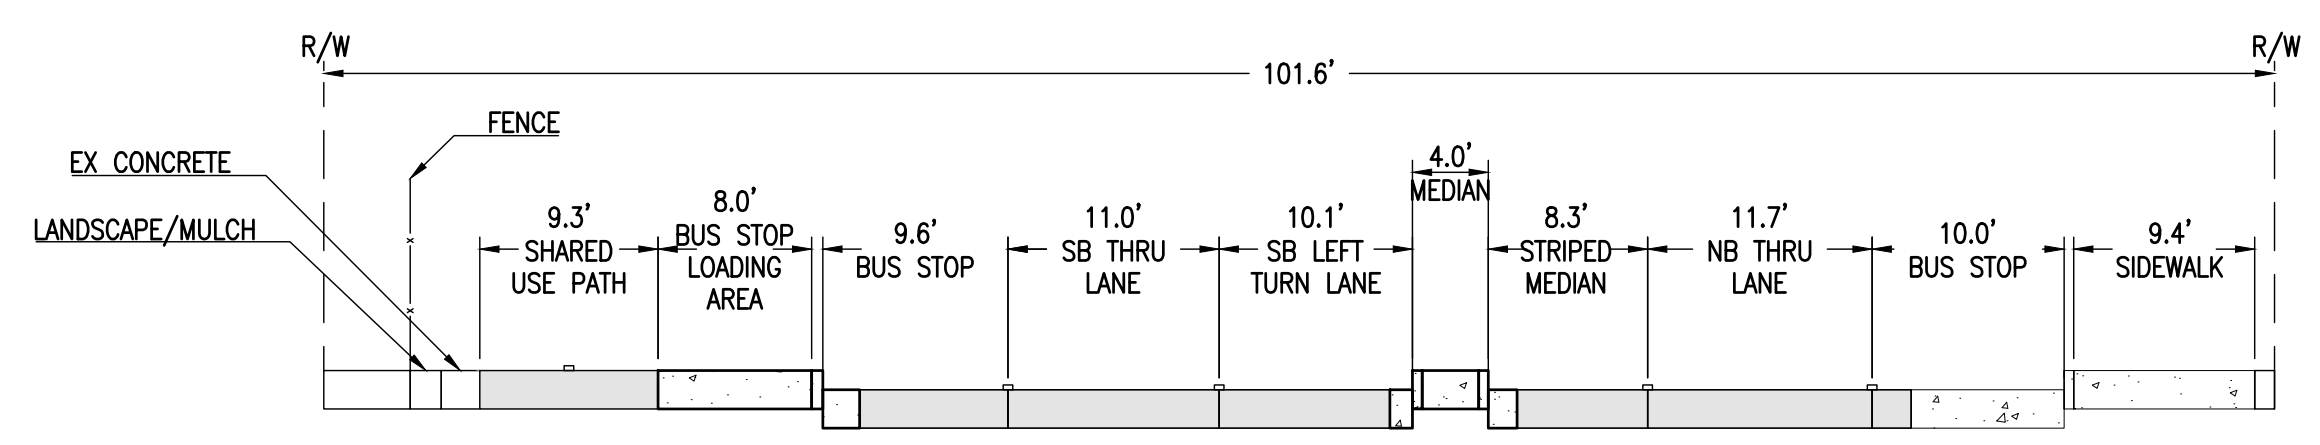 R/W
R/W
101.6'
FENCE
EX CONCRETE
LANDSCAPE/MULCH
9.3'
SHARED
USE PATH
8.0'
BUS STOP
LOADING
AREA
9.6'
BUS STOP
11.0'
SB THRU
LANE
10.1'
SB LEFT
TURN LANE
4.0'
MEDIAN
8.3'
STRIPED
MEDIAN
11.7'
NB THRU
LANE
10.0'
BUS STOP
9.4'
SIDEWALK